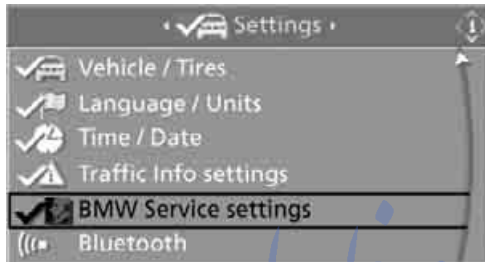 Settings
Vehicle / Tires
Language / Units
Time / Date
Traffic Info settings
BMW Service settings
Bluetooth